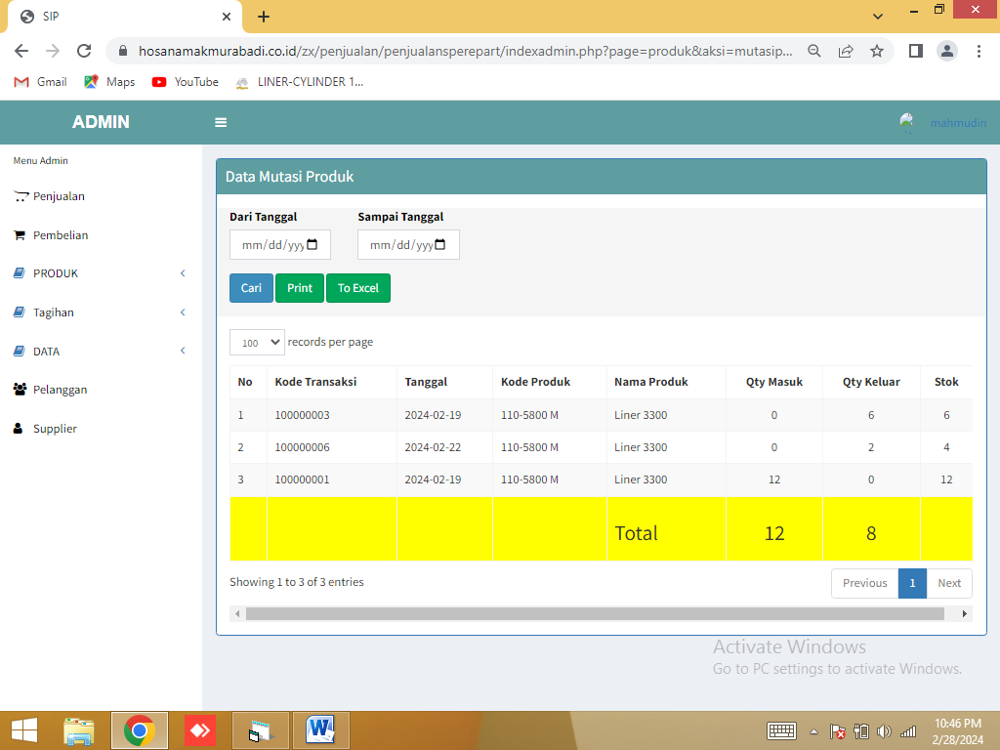 SIP
hosanamakmurabadi.co.id/zx/penjualan/penjualansperepart/indexadmin.php?page=produk&aksi=mutasip...
Gmail Maps YouTube LINER-CYLINDER 1...
ADMIN mahmudin
Menu Admin
Penjualan
Pembelian
PRODUK
Tagihan
DATA
Pelanggan
Supplier
Data Mutasi Produk
Dari Tanggal Sampai Tanggal
mm/dd/yyy mm/dd/yyy
Cari Print To Excel
100 records per page
No Kode Transaksi Tanggal Kode Produk Nama Produk Qty Masuk Qty Keluar Stok
1 100000003 2024-02-19 110-5800 M Liner 3300 0 6 6
2 100000006 2024-02-22 110-5800 M Liner 3300 0 2 4
3 100000001 2024-02-19 110-5800 M Liner 3300 12 0 12
Total 12 8
Showing 1 to 3 of 3 entries
Previous 1 Next
Activate Windows
Go to PC settings to activate Windows.
10:46 PM
2/28/2024